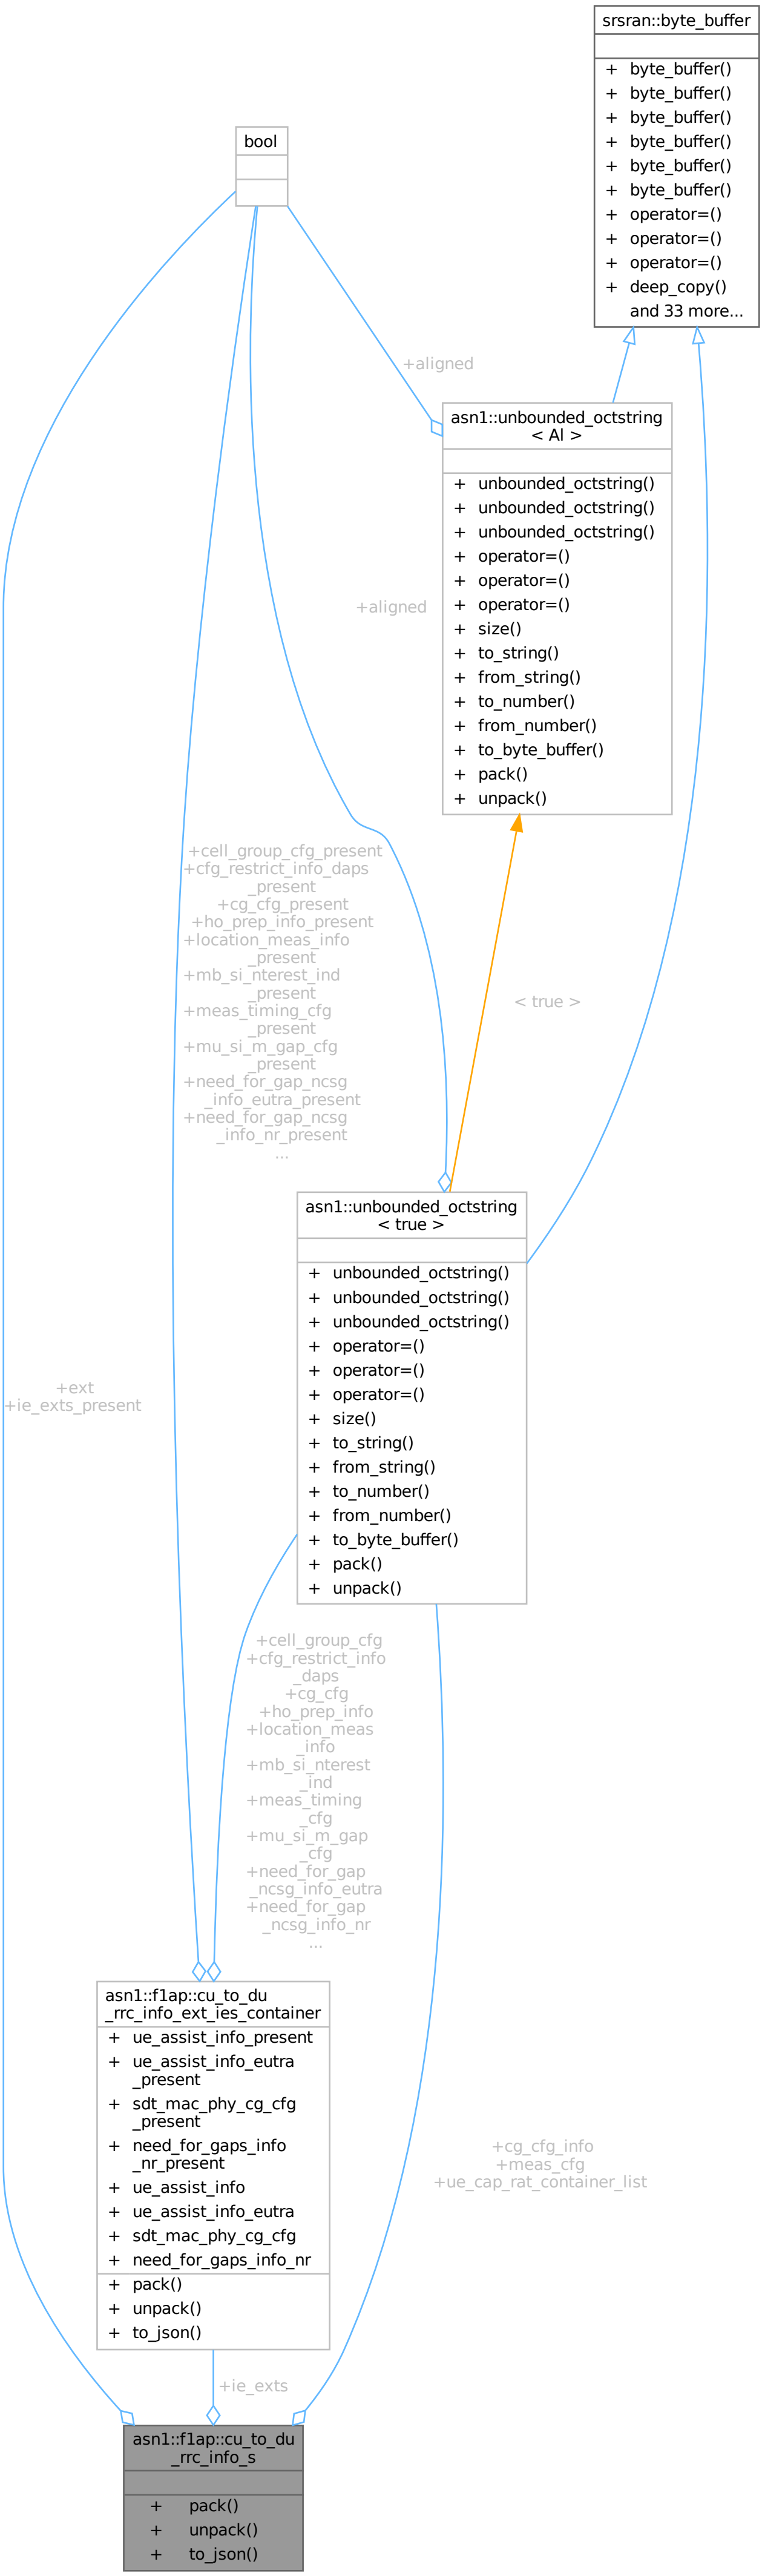 srsran::byte_buffer
+ byte_buffer()
+ byte_buffer()
+ byte_buffer()
+ byte_buffer()
+ byte_buffer()
+ byte_buffer()
+ operator=()
+ operator=()
+ operator=()
+ deep_copy()
and 33 more...
bool
+aligned
asn1::unbounded_octstring
< Al >
+ unbounded_octstring()
+ unbounded_octstring()
+ unbounded_octstring()
+ operator=()
+ operator=()
+ operator=()
+ size()
+ to_string()
+ from_string()
+ to_number()
+ from_number()
+ to_byte_buffer()
+ pack()
+ unpack()
+aligned
+cell_group_cfg_present
+cfg_restrict_info_daps
_present
+cg_cfg_present
+ho_prep_info_present
+location_meas_info
_present
+mb_si_nterest_ind
_present
+meas_timing_cfg
_present
+mu_si_m_gap_cfg
_present
+need_for_gap_ncsg
_info_eutra_present
+need_for_gap_ncsg
_info_nr_present
...
< true >
asn1::unbounded_octstring
< true >
+ unbounded_octstring()
+ unbounded_octstring()
+ unbounded_octstring()
+ operator=()
+ operator=()
+ operator=()
+ size()
+ to_string()
+ from_string()
+ to_number()
+ from_number()
+ to_byte_buffer()
+ pack()
+ unpack()
+ext
+ie_exts_present
+cell_group_cfg
+cfg_restrict_info
_daps
+cg_cfg
+ho_prep_info
+location_meas
_info
+mb_si_nterest
_ind
+meas_timing
_cfg
+mu_si_m_gap
_cfg
+need_for_gap
_ncsg_info_eutra
+need_for_gap
_ncsg_info_nr
...
asn1::f1ap::cu_to_du
_rrc_info_ext_ies_container
+ ue_assist_info_present
+ ue_assist_info_eutra
_present
+ sdt_mac_phy_cg_cfg
_present
+ need_for_gaps_info
_nr_present
+ ue_assist_info
+ ue_assist_info_eutra
+ sdt_mac_phy_cg_cfg
+ need_for_gaps_info_nr
+ pack()
+ unpack()
+ to_json()
+cg_cfg_info
+meas_cfg
+ue_cap_rat_container_list
+ie_exts
asn1::f1ap::cu_to_du
_rrc_info_s
+ pack()
+ unpack()
+ to_json()